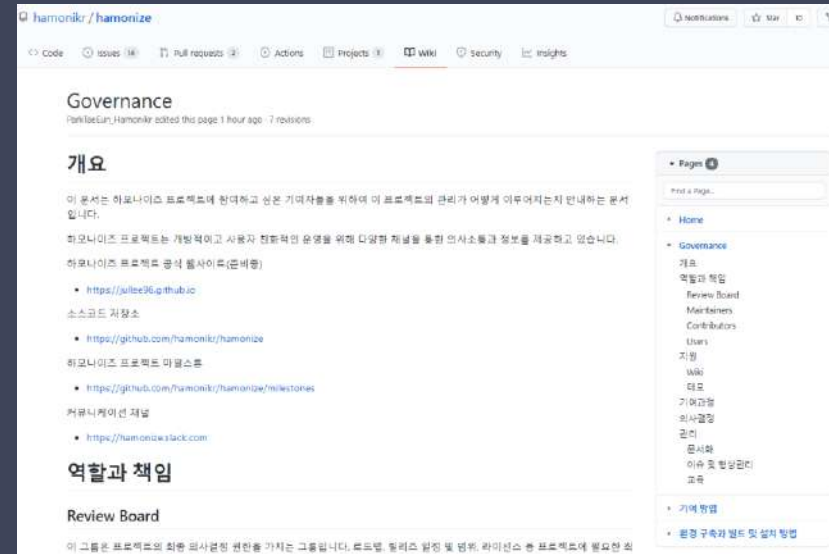 hamonikr / hamonize
Notifications
Star
10
Code
Issues 14
Pull requests 2
Actions
Projects 1
Wiki
Security
Insights
Governance
ParkTaeEun_Hamonikr edited this page 1 hour ago · 7 revisions
개요
이 문서는 하모나이즈 프로젝트에 참여하고 싶은 기여자들을 위하여 이 프로젝트의 관리가 어떻게 이루어지는지 안내하는 문서
입니다.
하모나이즈 프로젝트는 개방적이고 사용자 친화적인 운영을 위해 다양한 채널을 통한 의사소통과 정보를 제공하고 있습니다.
하모나이즈 프로젝트 공식 웹사이트(준비중)
https://jullee96.github.io
소스코드 저장소
https://github.com/hamonikr/hamonize
하모나이즈 프로젝트 마일스톤
https://github.com/hamonikr/hamonize/milestones
커뮤니케이션 채널
https://hamonize.slack.com
역할과 책임
Review Board
이 그룹은 프로젝트의 최종 의사결정 권한을 가지는 그룹입니다. 로드맵, 릴리즈 일정 및 범위, 라이선스 등 프로젝트에 필요한 최
Pages 4
Find a Page...
Home
Governance
개요
역할과 책임
Review Board
Maintainers
Contributors
Users
지원
Wiki
데모
기여과정
의사결정
관리
문서화
이슈 및 형상관리
교육
기여 방법
환경 구축과 빌드 및 설치 방법